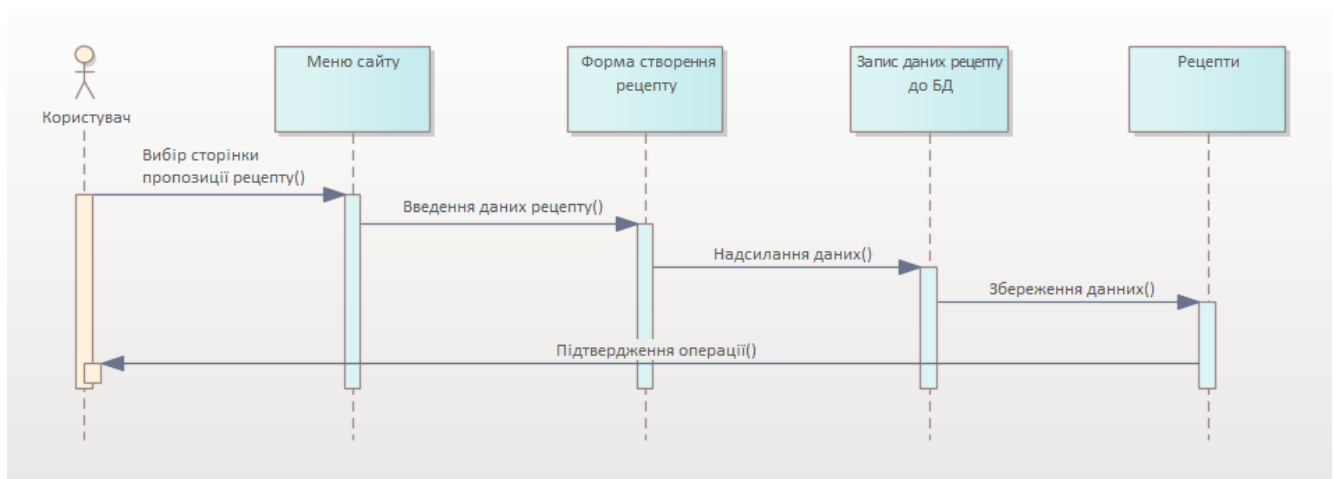 Меню сайту
Форма створення
рецепту
Запис даних рецепту
до БД
Рецепти
Користувач
Вибір сторінки
пропозиції рецепту()
Введення даних рецепту()
Надсилання даних()
Збереження данних()
Підтвердження операції()